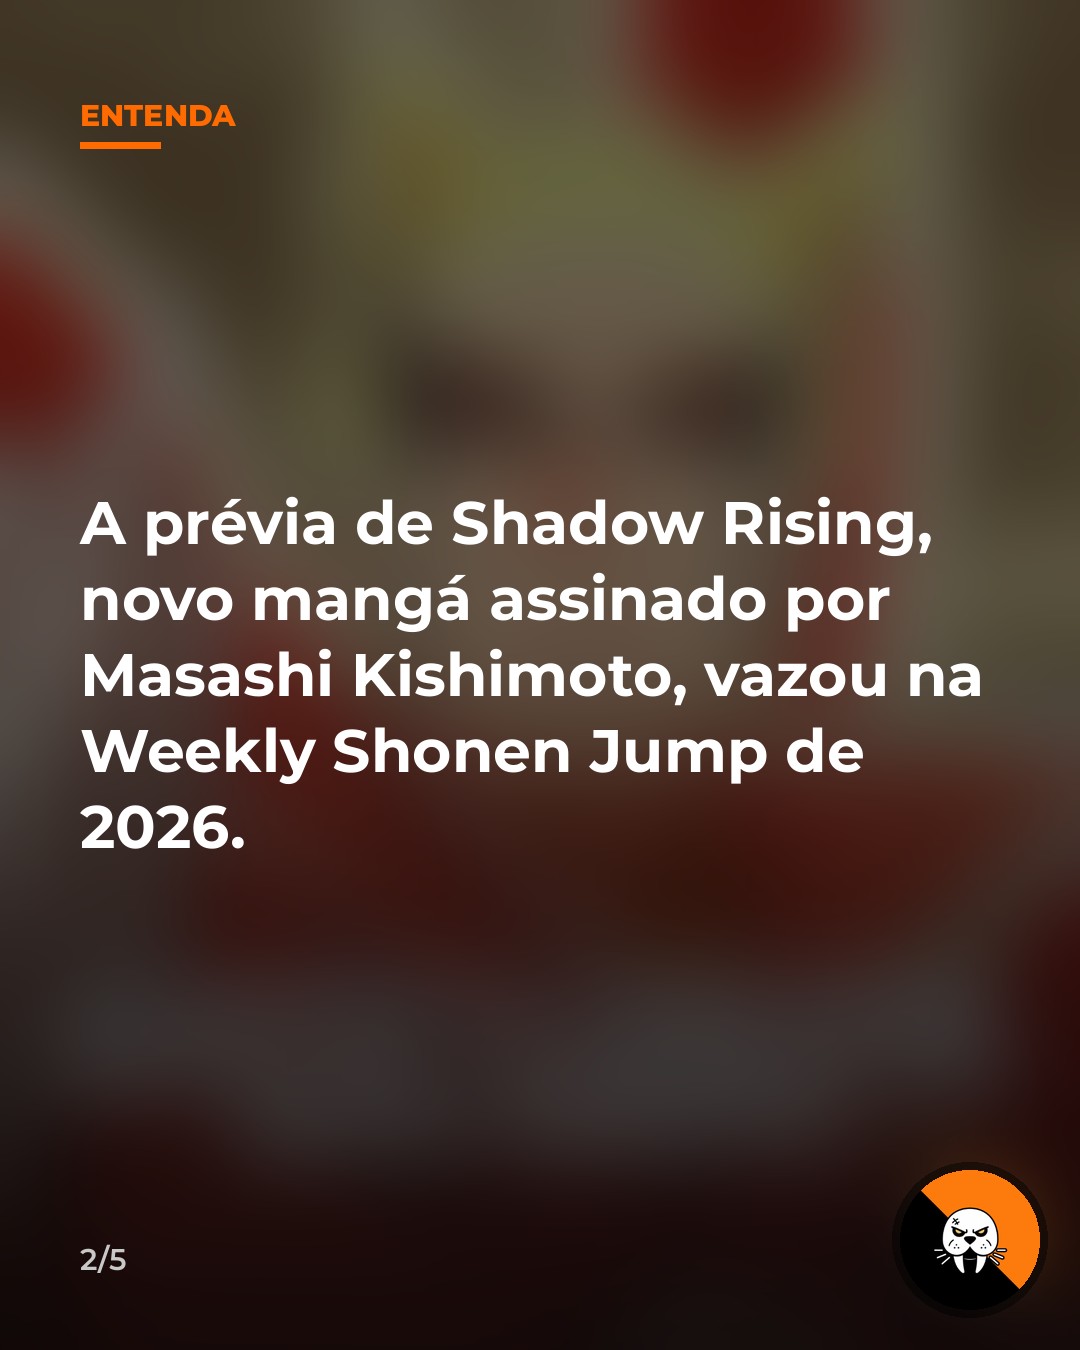 ENTENDA
A prévia de Shadow Rising,
novo mangá assinado por
Masashi Kishimoto, vazou na
Weekly Shonen Jump de
2026.
2/5